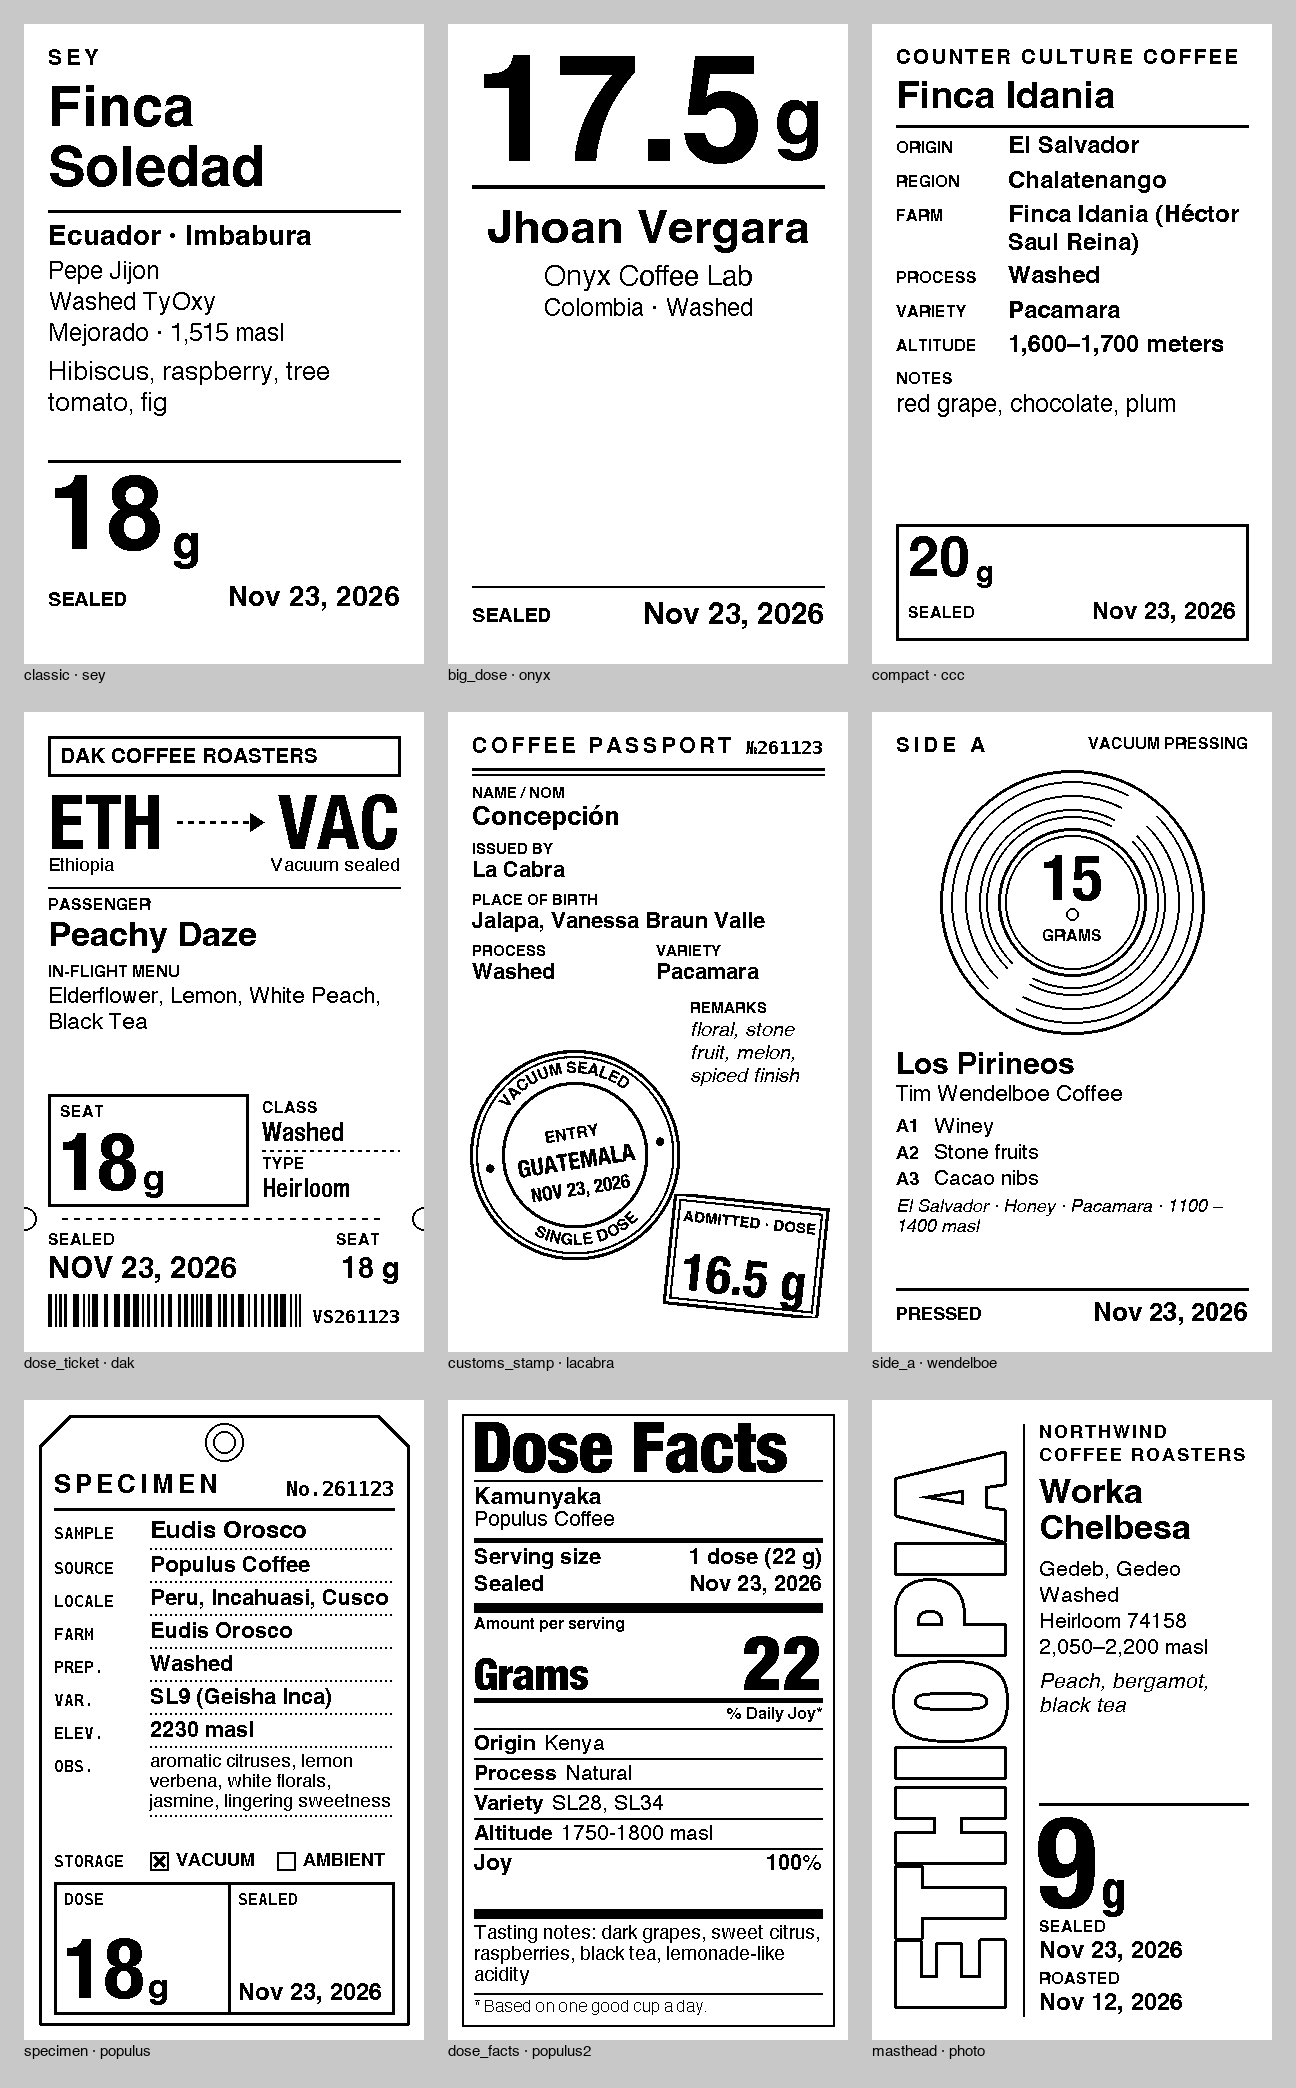 SEY
Finca
Soledad
Ecuador · Imbabura
Pepe Jijon
Washed TyOxy
Mejorado · 1,515 masl
Hibiscus, raspberry, tree
tomato, fig
18 g
SEALED Nov 23, 2026
classic · sey
17.5 g
Jhoan Vergara
Onyx Coffee Lab
Colombia · Washed
SEALED Nov 23, 2026
big_dose · onyx
COUNTER CULTURE COFFEE
Finca Idania
ORIGIN El Salvador
REGION Chalatenango
FARM Finca Idania (Héctor
Saul Reina)
PROCESS Washed
VARIETY Pacamara
ALTITUDE 1,600–1,700 meters
NOTES
red grape, chocolate, plum
20 g
SEALED Nov 23, 2026
compact · ccc
DAK COFFEE ROASTERS
ETH VAC
Ethiopia Vacuum sealed
PASSENGER
Peachy Daze
IN-FLIGHT MENU
Elderflower, Lemon, White Peach,
Black Tea
SEAT
18 g
CLASS
Washed
TYPE
Heirloom
SEALED SEAT
NOV 23, 2026 18 g
VS261123
dose_ticket · dak
COFFEE PASSPORT №261123
NAME / NOM
Concepción
ISSUED BY
La Cabra
PLACE OF BIRTH
Jalapa, Vanessa Braun Valle
PROCESS VARIETY
Washed Pacamara
REMARKS
floral, stone
fruit, melon,
spiced finish
VACUUM SEALED
ENTRY
GUATEMALA
NOV 23, 2026
SINGLE DOSE
ADMITTED · DOSE
16.5 g
customs_stamp · lacabra
SIDE A VACUUM PRESSING
15
GRAMS
Los Pirineos
Tim Wendelboe Coffee
A1 Winey
A2 Stone fruits
A3 Cacao nibs
El Salvador · Honey · Pacamara · 1100 –
1400 masl
PRESSED Nov 23, 2026
side_a · wendelboe
SPECIMEN No.261123
SAMPLE Eudis Orosco
SOURCE Populus Coffee
LOCALE Peru, Incahuasi, Cusco
FARM Eudis Orosco
PREP. Washed
VAR. SL9 (Geisha Inca)
ELEV. 2230 masl
OBS. aromatic citruses, lemon
verbena, white florals,
jasmine, lingering sweetness
STORAGE VACUUM AMBIENT
DOSE SEALED
18 g Nov 23, 2026
specimen · populus
Dose Facts
Kamunyaka
Populus Coffee
Serving size 1 dose (22 g)
Sealed Nov 23, 2026
Amount per serving
Grams 22
% Daily Joy*
Origin Kenya
Process Natural
Variety SL28, SL34
Altitude 1750-1800 masl
Joy 100%
Tasting notes: dark grapes, sweet citrus,
raspberries, black tea, lemonade-like
acidity
* Based on one good cup a day.
dose_facts · populus2
ETHIOPIA
NORTHWIND
COFFEE ROASTERS
Worka
Chelbesa
Gedeb, Gedeo
Washed
Heirloom 74158
2,050–2,200 masl
Peach, bergamot,
black tea
9 g
SEALED
Nov 23, 2026
ROASTED
Nov 12, 2026
masthead · photo